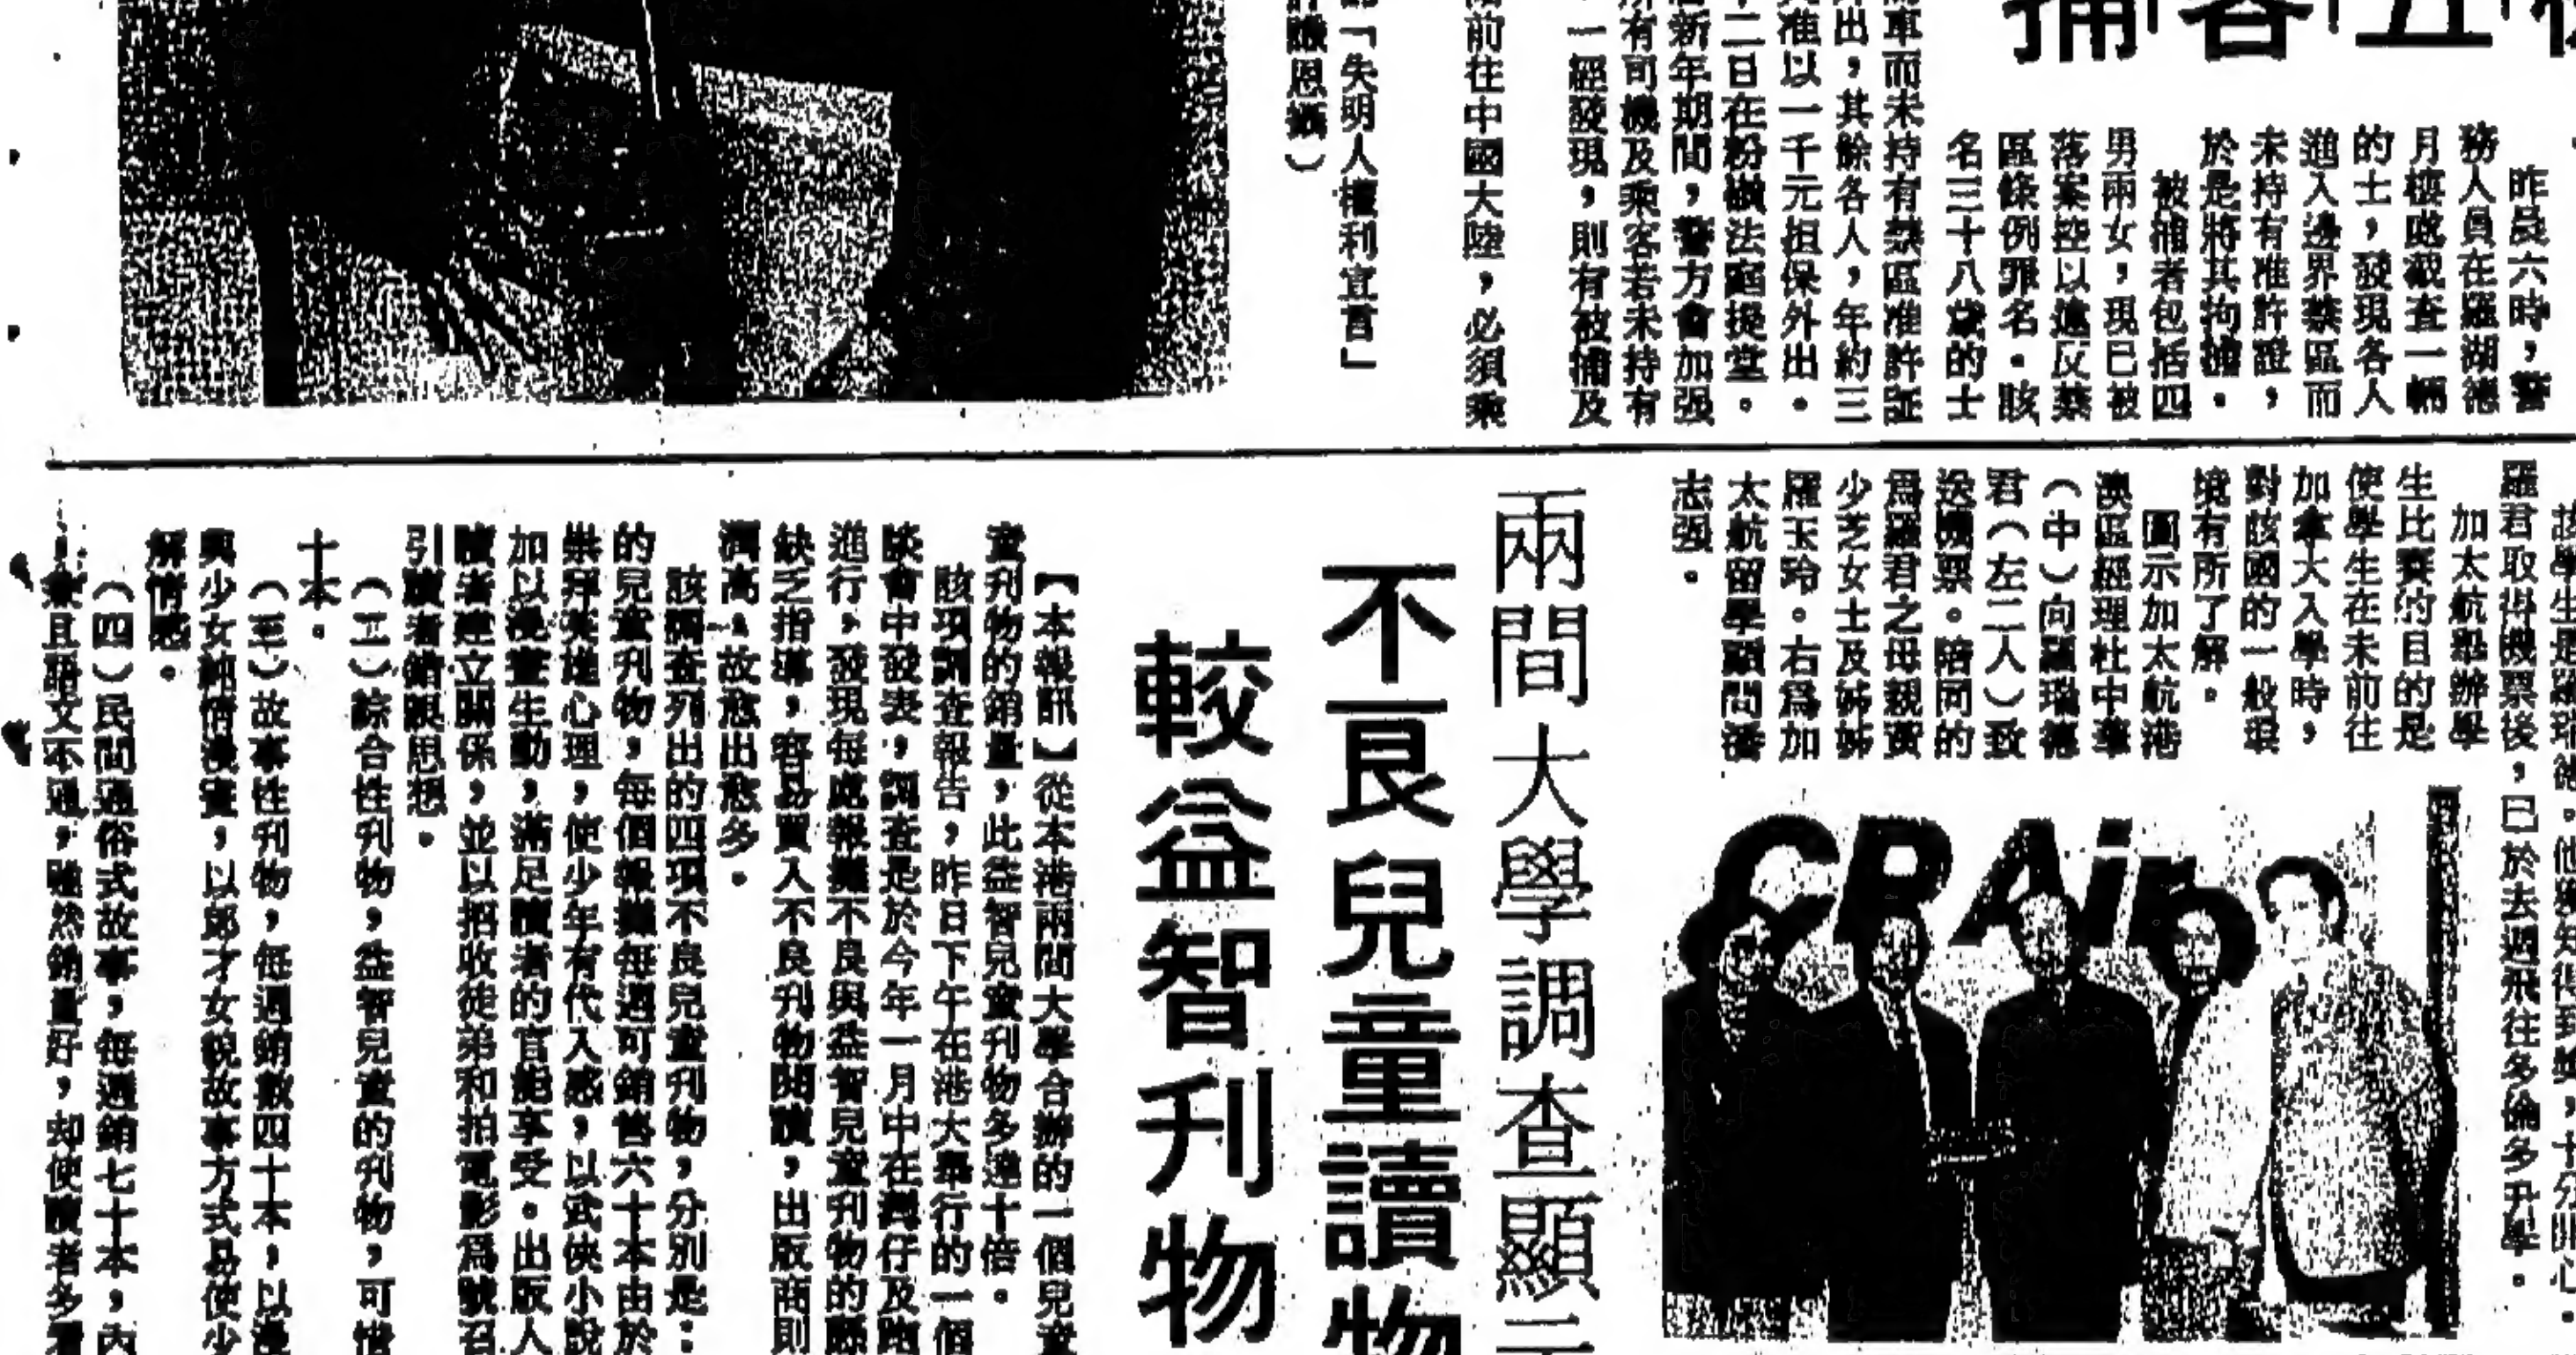 昨晨六時，警
務人員在羅湖德
月樓處截查一輛
的士，發現各人
進入邊界禁區而
未持有准許證，
於是將其拘捕。
被捕者包括四
男兩女，現已被
落案控以違反禁
區條例罪名。該
名三十八歲的士
車而未持有禁區准許証
出，其餘各人，年約三
准以一千元担保外出。
二日在粉嶺法庭提堂。
新年期間，警方會加强
有司機及乘客若未持有
一經發現，則有被捕及
前往中國大陸，必須乘
「失明人權利宣言」
羅君取得機票後，已於去週飛往多倫多升學。
加太航舉辦學
生比賽的目的是
使學生在未前往
加拿大入學時，
對該國的一般環
境有所了解。
圖示加太航港
澳區經理杜中華
（中）向羅瑞德
君（左二人）致
送機票。陪同的
爲羅君之母親黃
少芝女士及姊姊
羅玉玲。右爲加
太航留學顧問潘
志强。
CPAir
兩間大學調查顯示
不良兒童讀物
較益智刊物
【本報訊】從本港兩間大學合辦的一個兒童
童刊物的銷量，此益智兒童刊物多達十倍。
該項調查報告，昨日下午在港大舉行的一個
談會中發表，調查是於今年一月中在灣仔及跑
進行，發現每處報攤不良與益智兒童刊物的懸
缺乏指導，容易買入不良刊物閱讀，出版商則
潤高，故愈出愈多。
該調查列出的四項不良兒童刊物，分別是：
的兒童刊物，每個報攤每週可銷售六十本由於
崇拜英雄心理，使少年有代入感，以武俠小說
加以漫畫生動，滿足讀者的官能享受。出版人
讀者建立關係，並以招收徒弟和拍電影爲號召
引讀者錯誤思想。
（二）綜合性刊物，益智兒童的刊物，可惜
十本。
（三）故事性刊物，每週銷數四十本，以漫
與少女純情漫畫，以郎才女貌故事方式易使少
解情感。
（四）民間通俗式故事，每週銷七十本，內
且語文不通，雖然銷量好，却使讀者多看